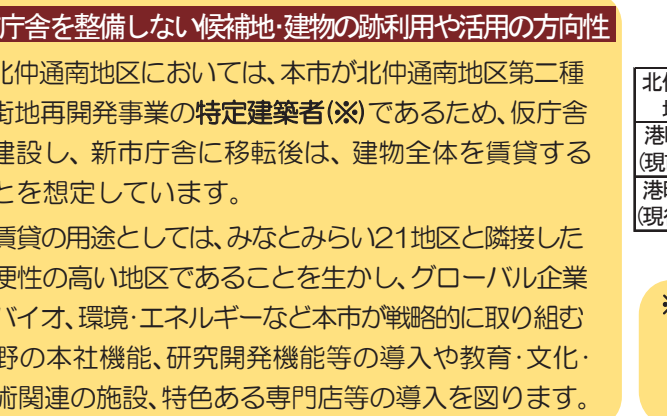 庁舎を整備しない候補地・建物の跡利用や活用の方向性
北仲通南地区においては、本市が北仲通南地区第二種
街地再開発事業の特定建築者(※)であるため、仮庁舎
建設し、新市庁舎に移転後は、建物全体を賃貸する
とを想定しています。
賃貸の用途としては、みなとみらい21地区と隣接した
便性の高い地区であることを生かし、グローバル企業
バイオ、環境・エネルギーなど本市が戦略的に取り組む
野の本社機能、研究開発機能等の導入や教育・文化・
術関連の施設、特色ある専門店等の導入を図ります。
北
地
港
(現
港
(現
※